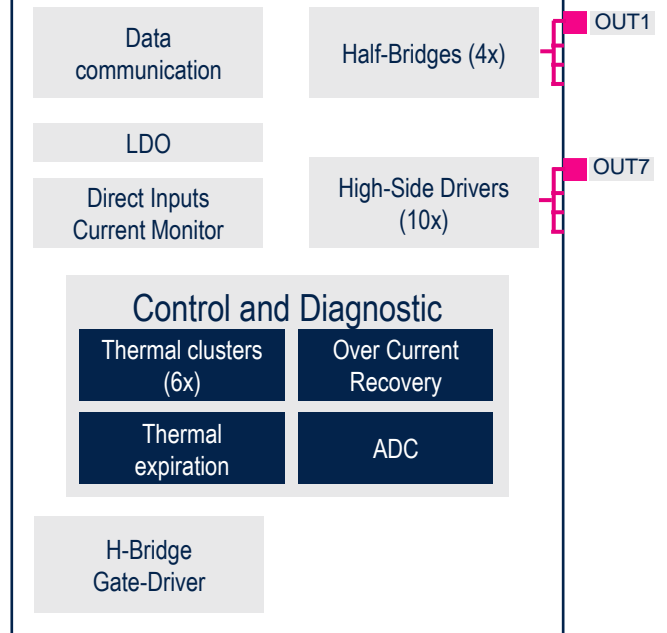 Data
communication
Half-Bridges (4x)
OUT1
LDO
Direct Inputs
Current Monitor
High-Side Drivers
(10x)
OUT7
Control and Diagnostic
Thermal clusters
(6x)
Over Current
Recovery
Thermal
expiration
ADC
H-Bridge
Gate-Driver